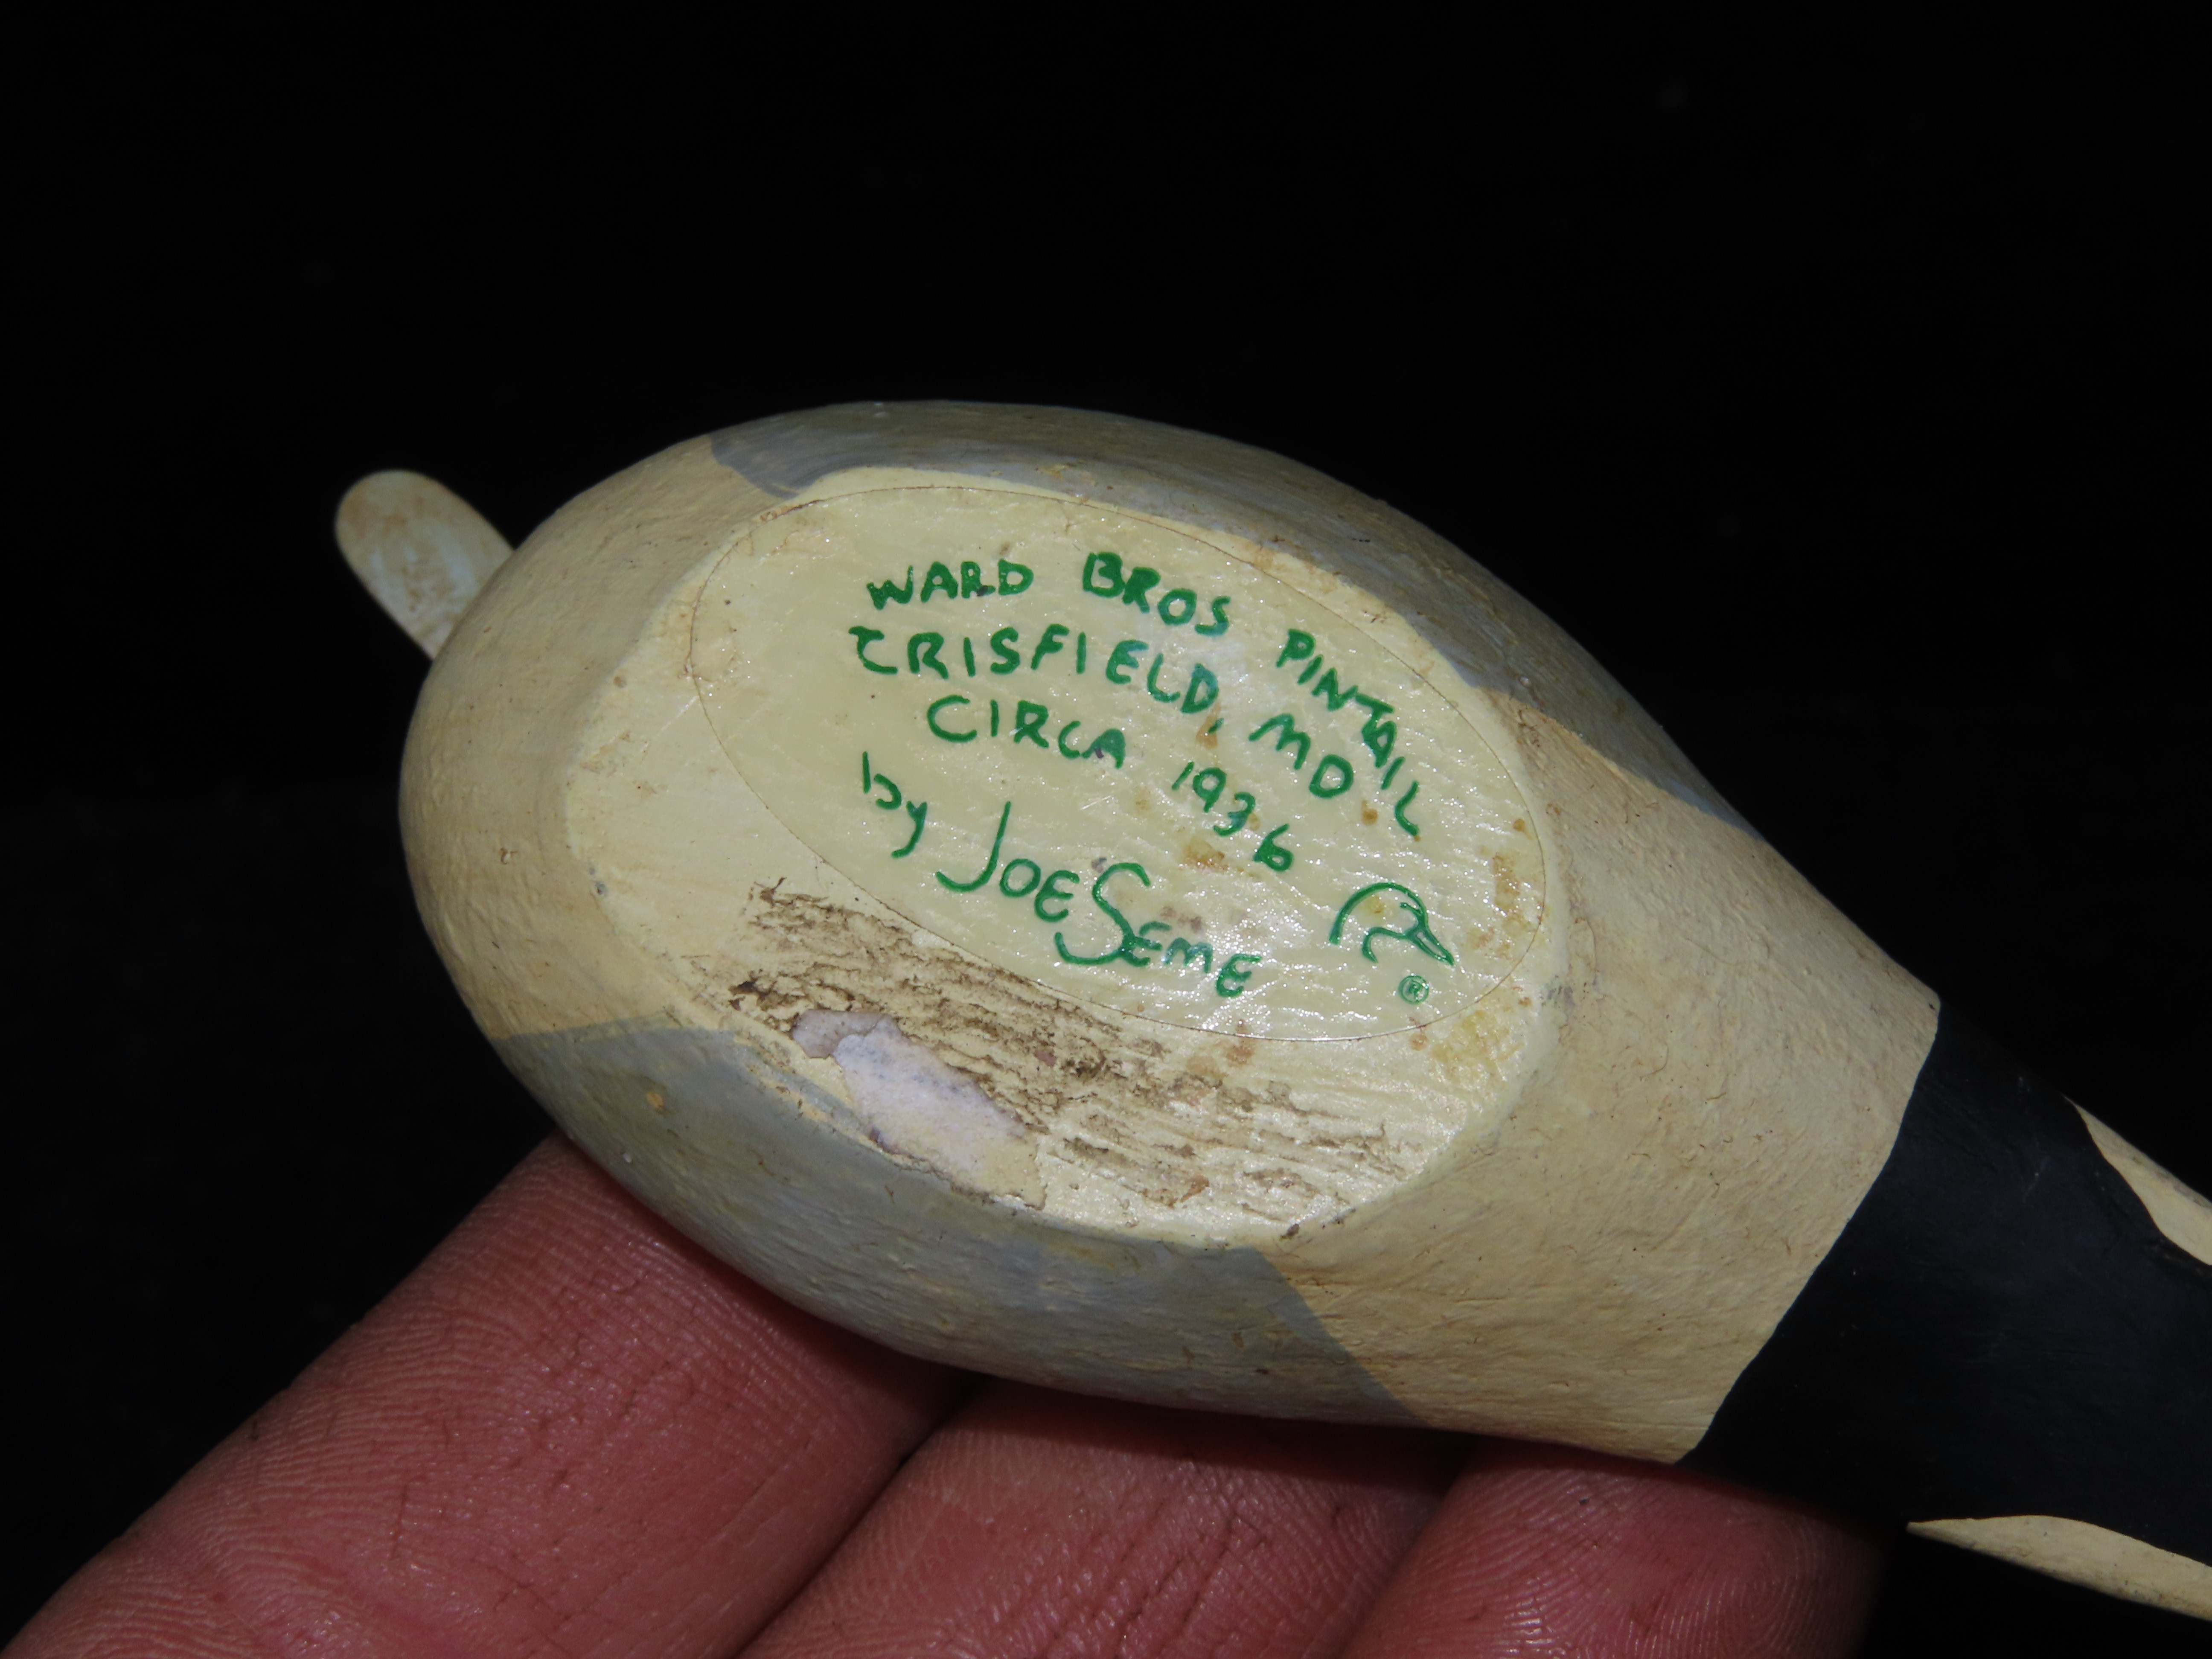 WARD BROS PINTAIL
CRISFIELD, MD
CIRCA 1936
by JOE SEME
®